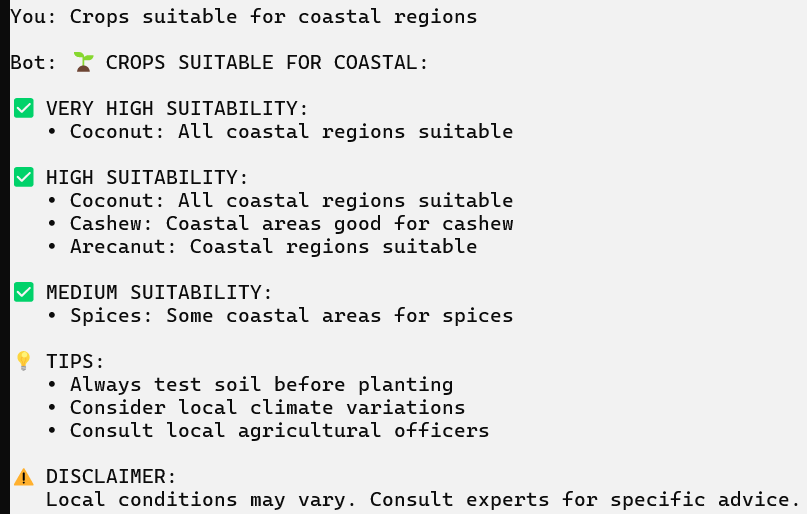 You: Crops suitable for coastal regions
Bot: 🌱 CROPS SUITABLE FOR COASTAL:
✅ VERY HIGH SUITABILITY:
• Coconut: All coastal regions suitable
✅ HIGH SUITABILITY:
• Coconut: All coastal regions suitable
• Cashew: Coastal areas good for cashew
• Arecanut: Coastal regions suitable
✅ MEDIUM SUITABILITY:
• Spices: Some coastal areas for spices
💡 TIPS:
• Always test soil before planting
• Consider local climate variations
• Consult local agricultural officers
⚠️ DISCLAIMER:
Local conditions may vary. Consult experts for specific advice.